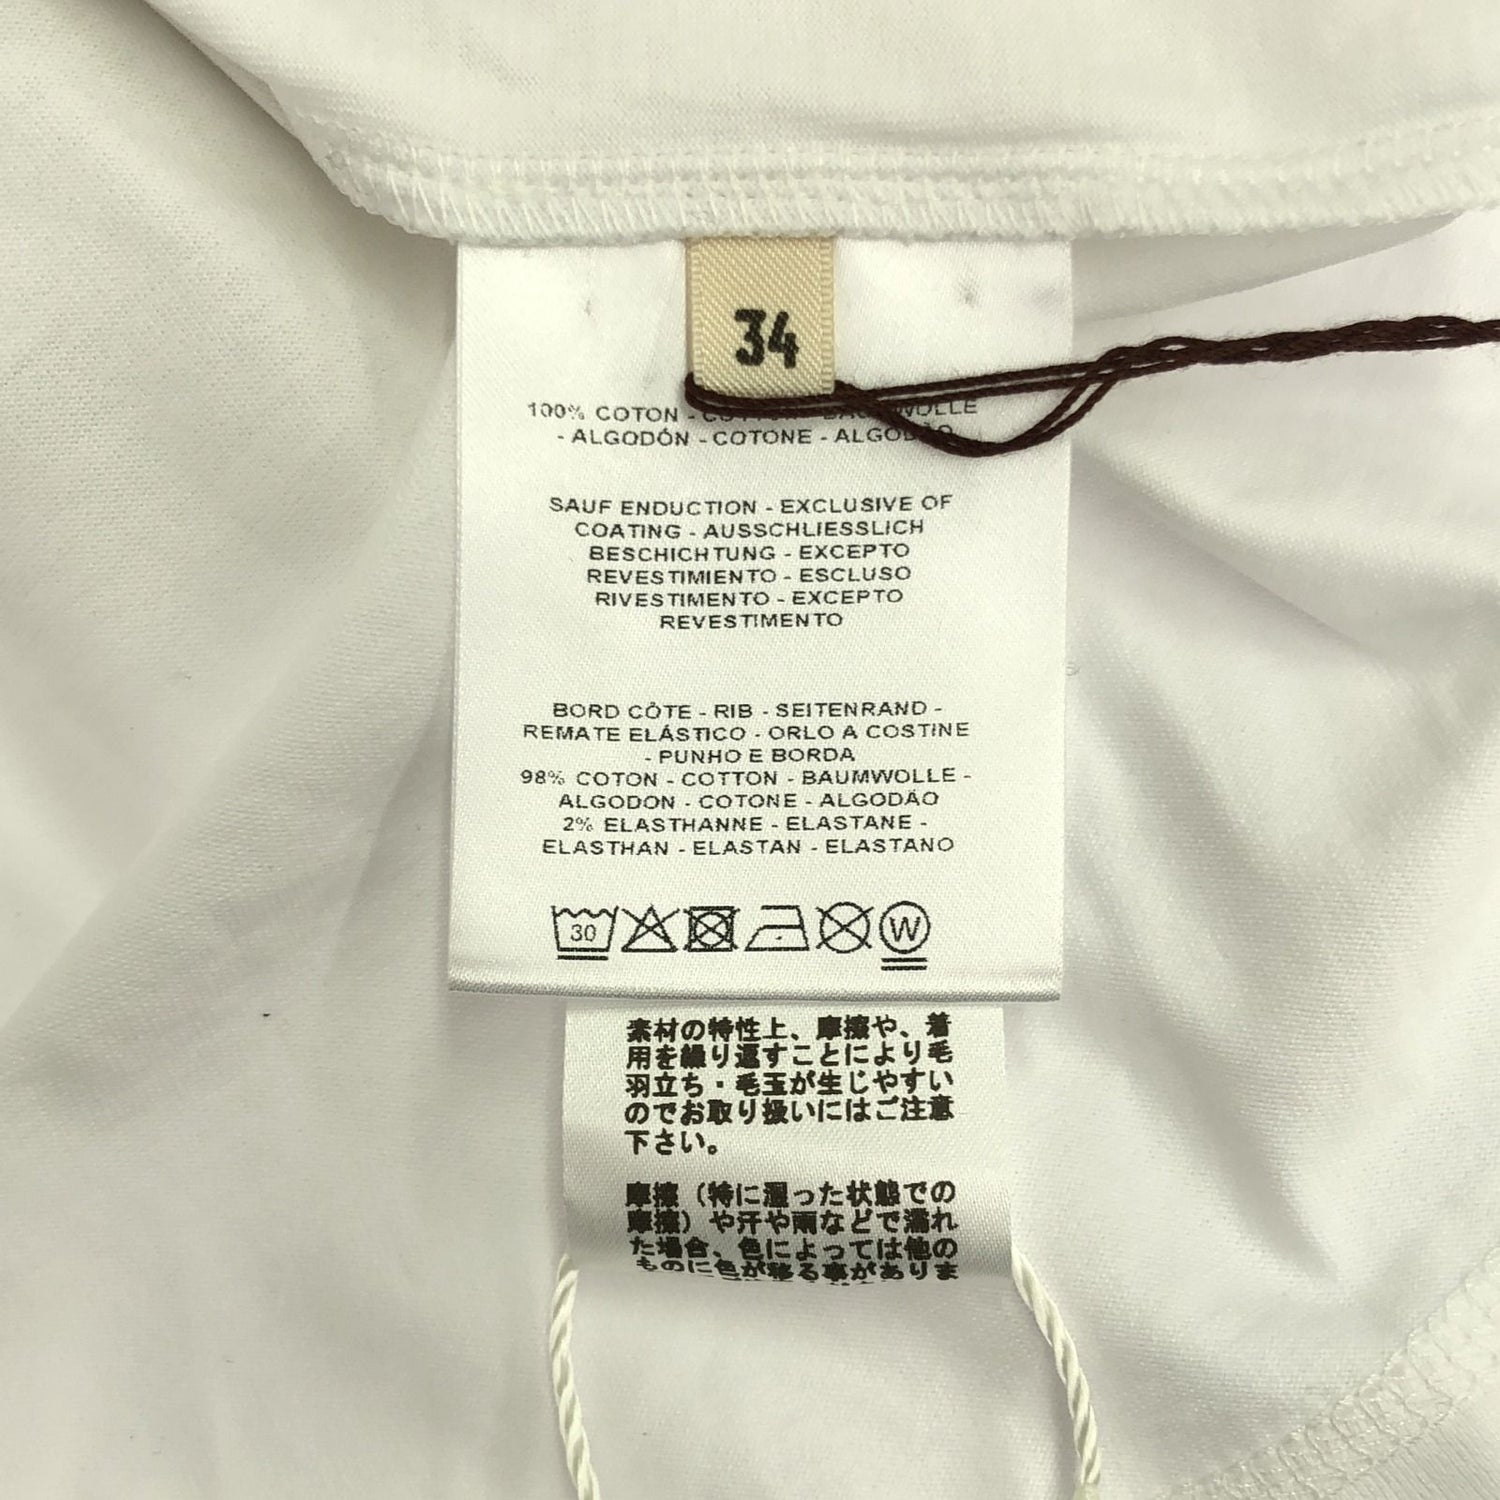 34
100% COTON - COTTON - BAUMWOLLE
- ALGODÓN - COTONE - ALGODÃO
SAUF ENDUCTION - EXCLUSIVE OF
COATING - AUSSCHLIESSLICH
BESCHICHTUNG - EXCEPTO
REVESTIMIENTO - ESCLUSO
RIVESTIMENTO - EXCEPTO
REVESTIMENTO
BORD CÔTE - RIB - SEITENRAND -
REMATE ELÁSTICO - ORLO A COSTINE
- PUNHO E BORDA
98% COTON - COTTON - BAUMWOLLE -
ALGODON - COTONE - ALGODÃO
2% ELASTHANNE - ELASTANE -
ELASTHAN - ELASTAN - ELASTANO
30 W
素材の特性上、摩擦や、着
用を繰り返すことにより毛
羽立ち・毛玉が生じやすい
のでお取り扱いにはご注意
下さい。
摩擦（特に湿った状態での
摩擦）や汗や雨などで濡れ
た場合、色によっては他の
ものに色が移る事がありま